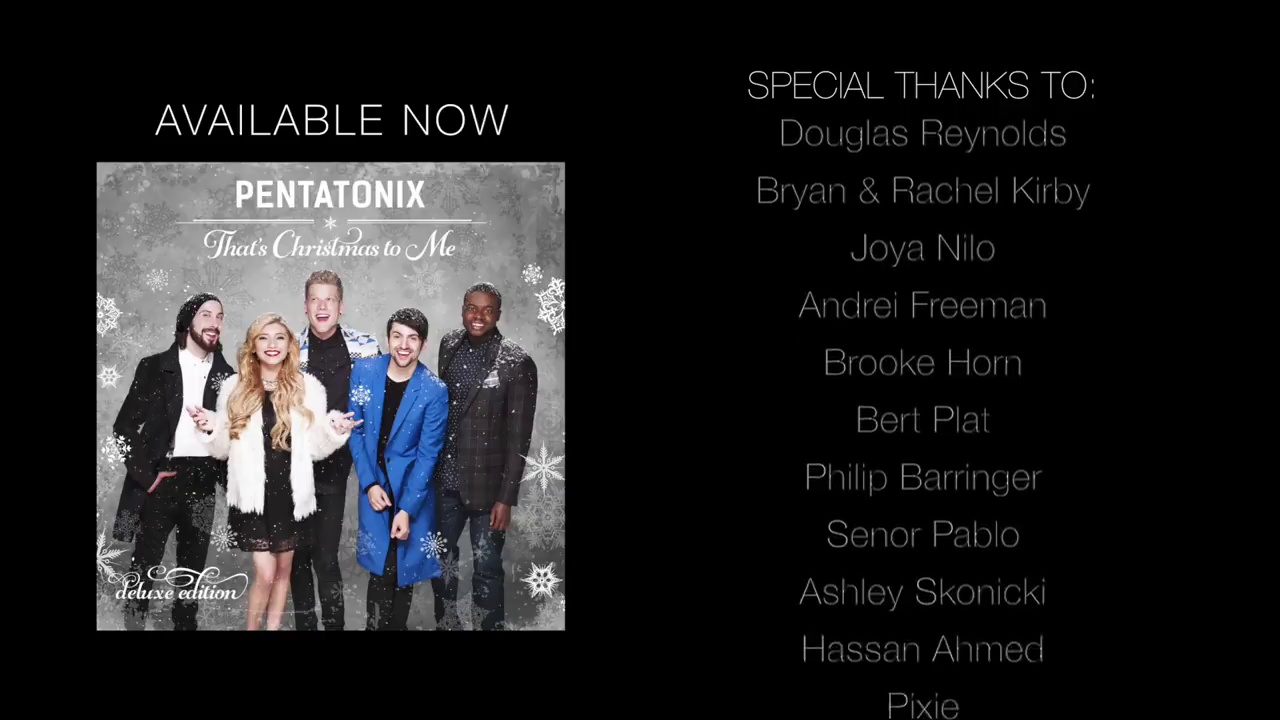 AVAILABLE NOW
PENTATONIX
That's Christmas to Me
deluxe edition
SPECIAL THANKS TO:
Douglas Reynolds
Bryan & Rachel Kirby
Joya Nilo
Andrei Freeman
Brooke Horn
Bert Plat
Philip Barringer
Senor Pablo
Ashley Skonicki
Hassan Ahmed
Pixie